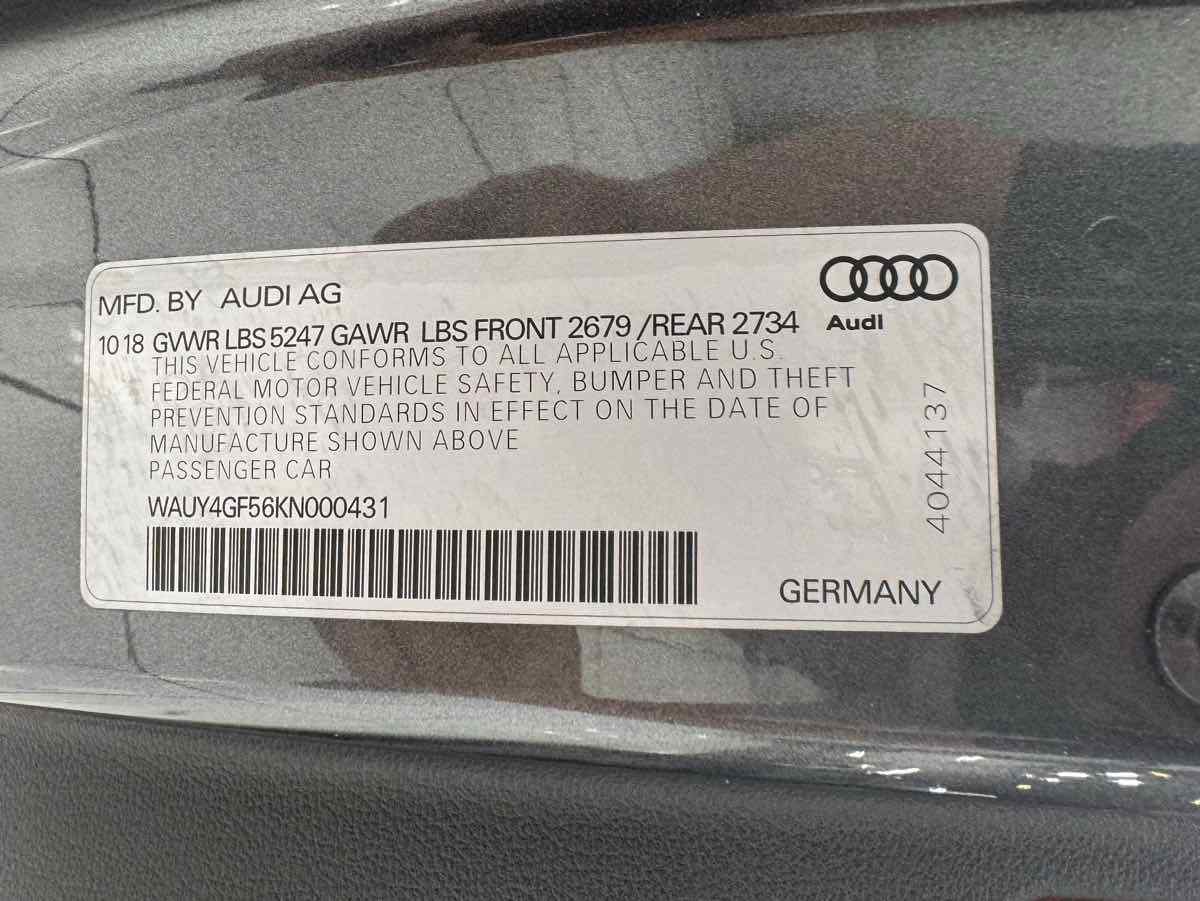 MFD. BY AUDI AG
10 18 GVWR LBS 5247 GAWR LBS FRONT 2679 /REAR 2734
Audi
THIS VEHICLE CONFORMS TO ALL APPLICABLE U.S.
FEDERAL MOTOR VEHICLE SAFETY, BUMPER AND THEFT
PREVENTION STANDARDS IN EFFECT ON THE DATE OF
MANUFACTURE SHOWN ABOVE
PASSENGER CAR
WAUY4GF56KN000431
4044137
GERMANY